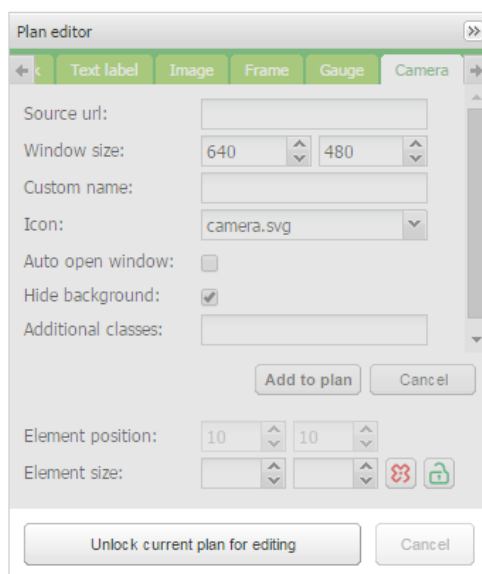 Plan editor
Text label Image Frame Gauge Camera
Source url:
Window size: 640 480
Custom name:
Icon: camera.svg
Auto open window:
Hide background:
Additional classes:
Add to plan Cancel
Element position: 10 10
Element size:
Unlock current plan for editing Cancel